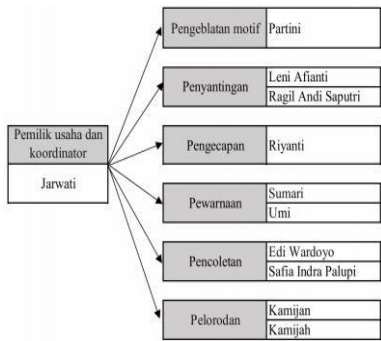 Pengeblatan motif
Partini
Penyantingan
Leni Afianti
Ragil Andi Saputri
Pemilik usaha dan
koordinator
Jarwati
Pengecapan
Riyanti
Pewarnaan
Sumari
Umi
Pencoletan
Edi Wardoyo
Safia Indra Palupi
Pelorodan
Kamijan
Kamijah